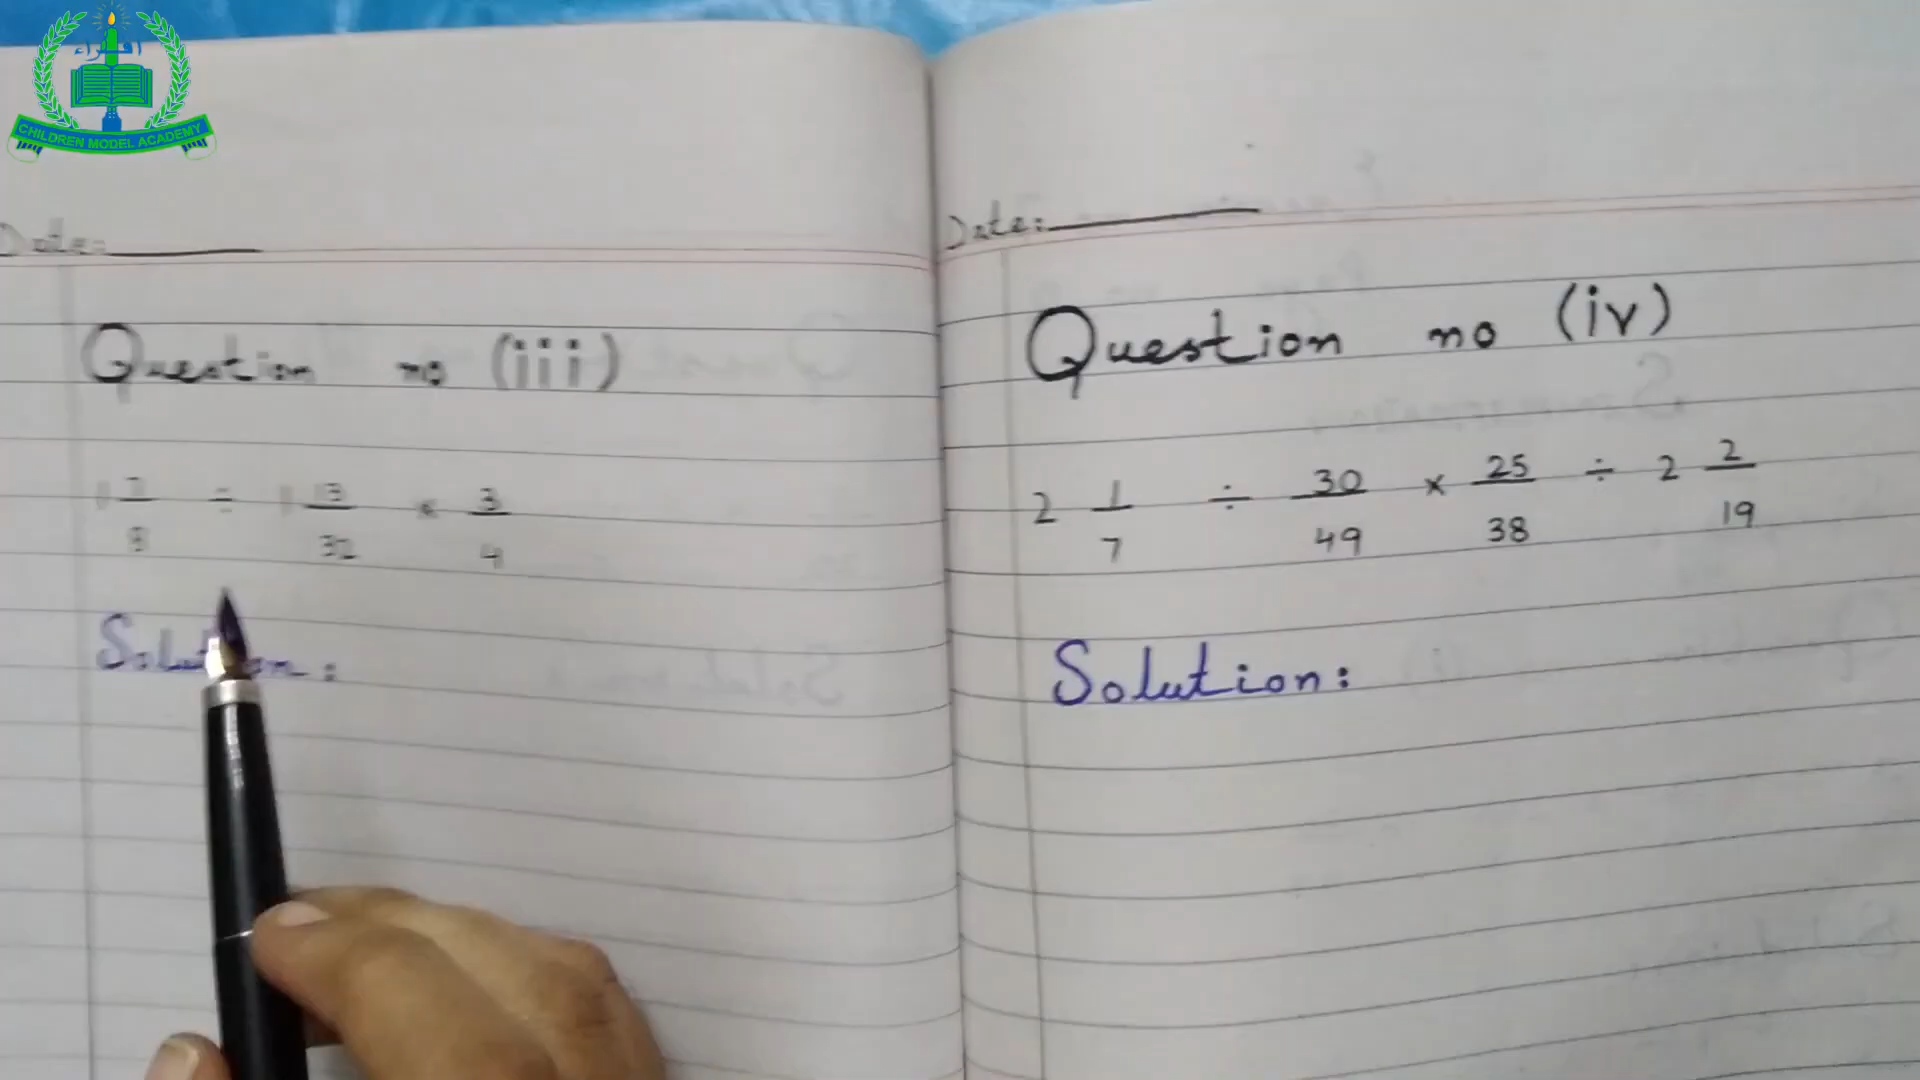 اقراء
CHILDREN MODEL ACADEMY
Date:
Question no (iii)
1 7/8 ÷ 1 13/32 × 3/4
Solution:
Date:
Question no (iv)
2 1/7 ÷ 30/49 × 25/38 ÷ 2 2/19
Solution: